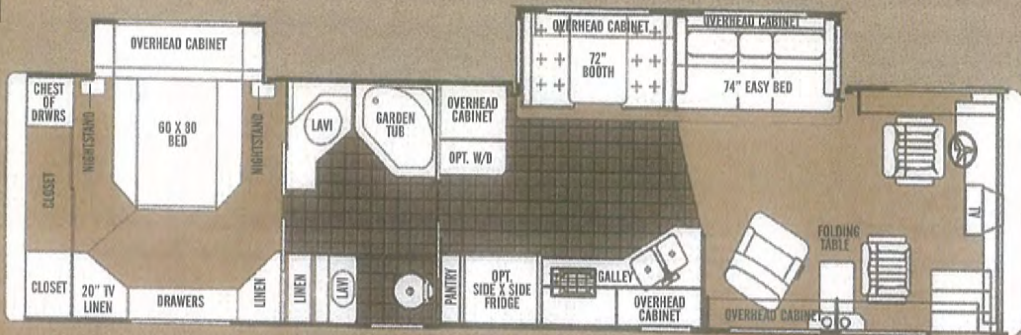 OVERHEAD CABINET
CHEST
OF
DRWRS
NIGHTSTAND
60 X 80
BED
NIGHTSTAND
CLOSET
CLOSET
20" TV
LINEN
DRAWERS
LINEN
LAVI
GARDEN
TUB
OVERHEAD
CABINET
OPT. W/D
LINEN
LAVI
PANTRY
OPT.
SIDE X SIDE
FRIDGE
GALLEY
OVERHEAD
CABINET
OVERHEAD CABINET
72"
BOOTH
OVERHEAD CABINET
74" EASY BED
FOLDING
TABLE
TV
OVERHEAD CABINET